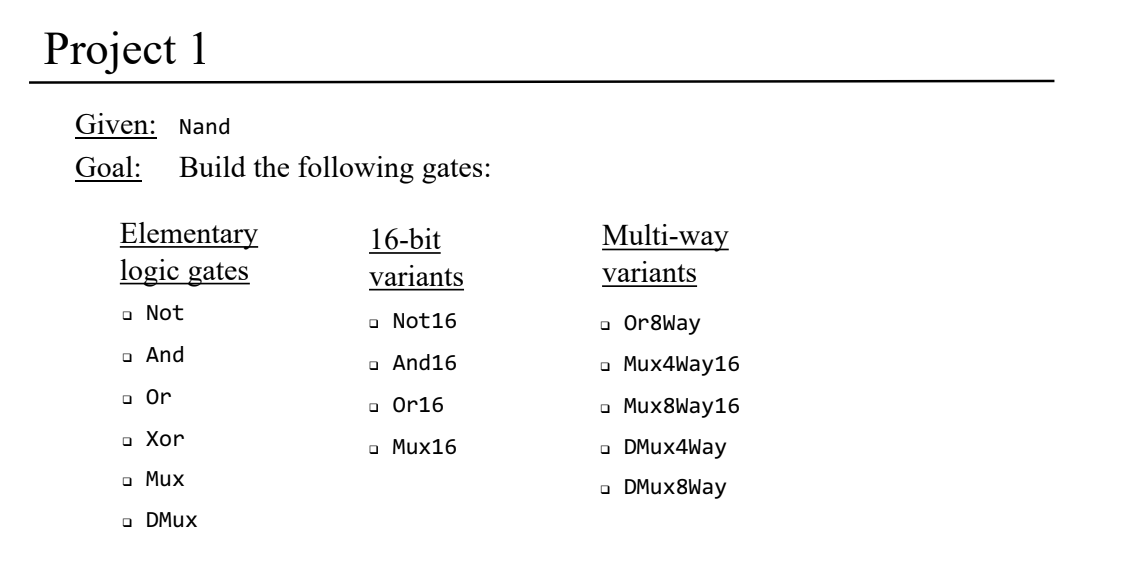 Project 1
Given: Nand
Goal: Build the following gates:
Elementary
logic gates
❑ Not
❑ And
❑ Or
❑ Xor
❑ Mux
❑ DMux
16-bit
variants
❑ Not16
❑ And16
❑ Or16
❑ Mux16
Multi-way
variants
❑ Or8Way
❑ Mux4Way16
❑ Mux8Way16
❑ DMux4Way
❑ DMux8Way